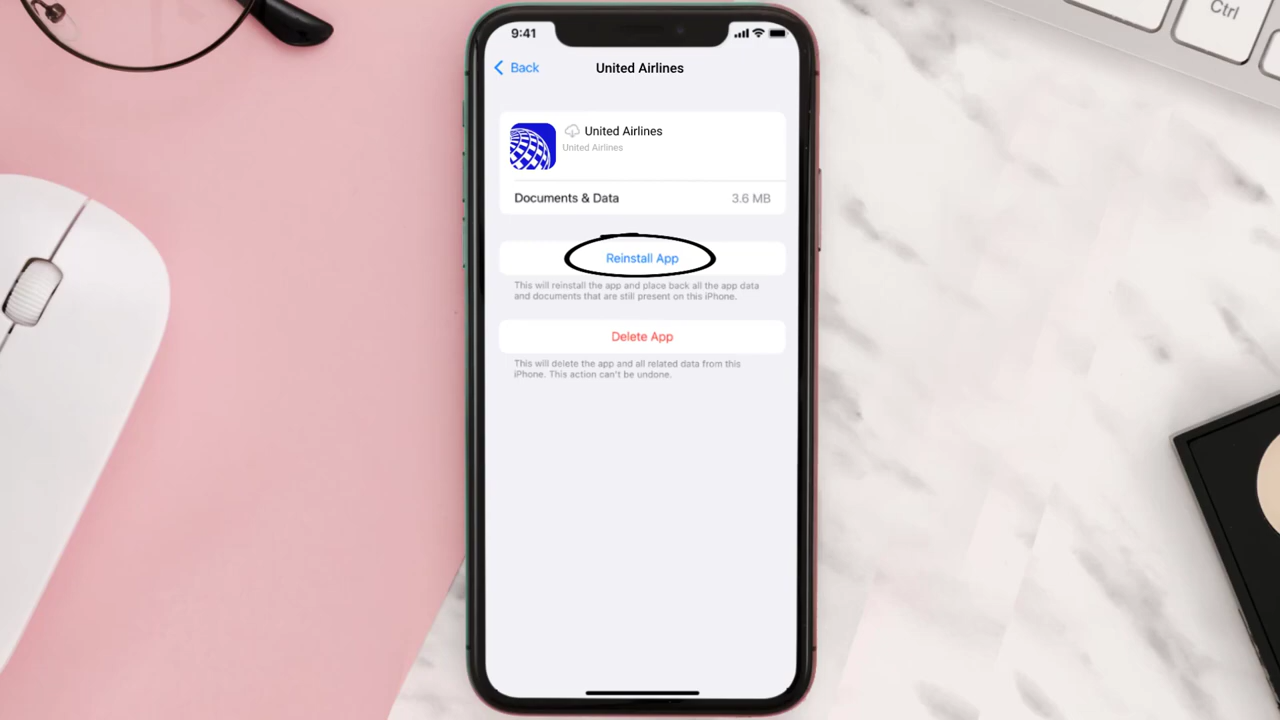 Ctrl
9:41
Back
United Airlines
United Airlines
United Airlines
Documents & Data
3.6 MB
Reinstall App
This will reinstall the app and place back all the app data
and documents that are still present on this iPhone.
Delete App
This will delete the app and all related data from this
iPhone. This action can't be undone.